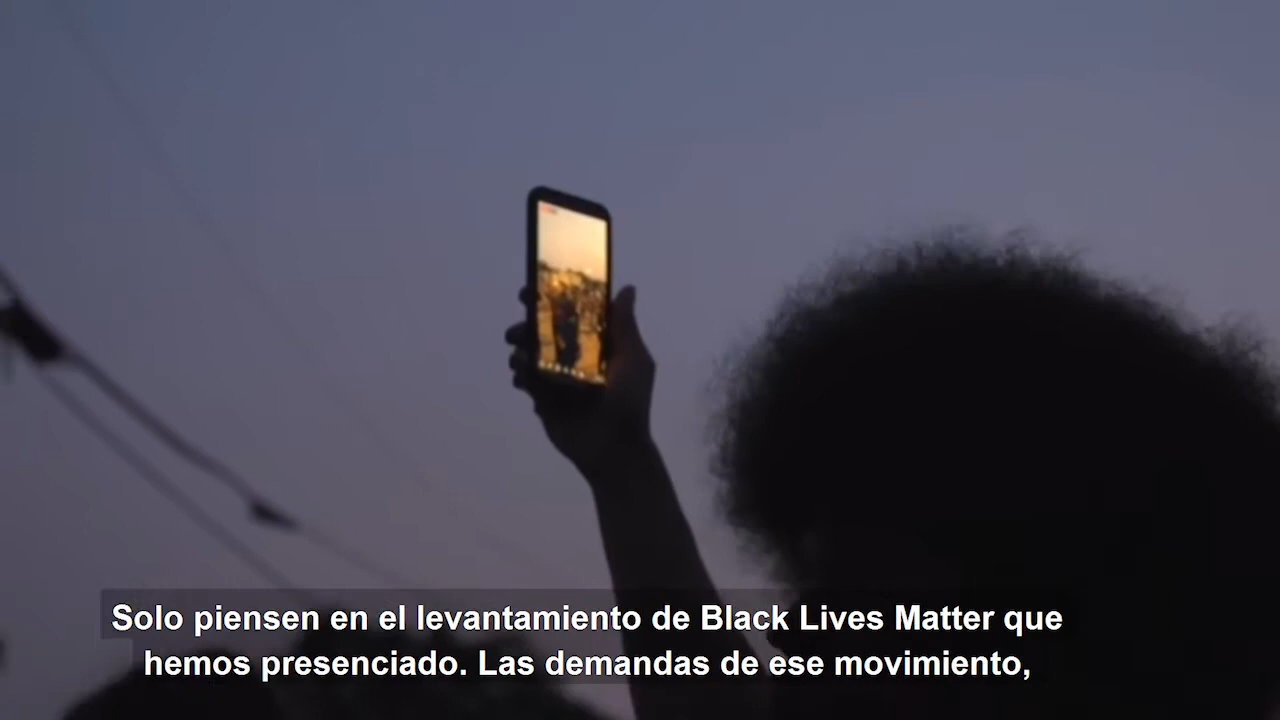 Solo piensen en el levantamiento de Black Lives Matter que
hemos presenciado. Las demandas de ese movimiento,